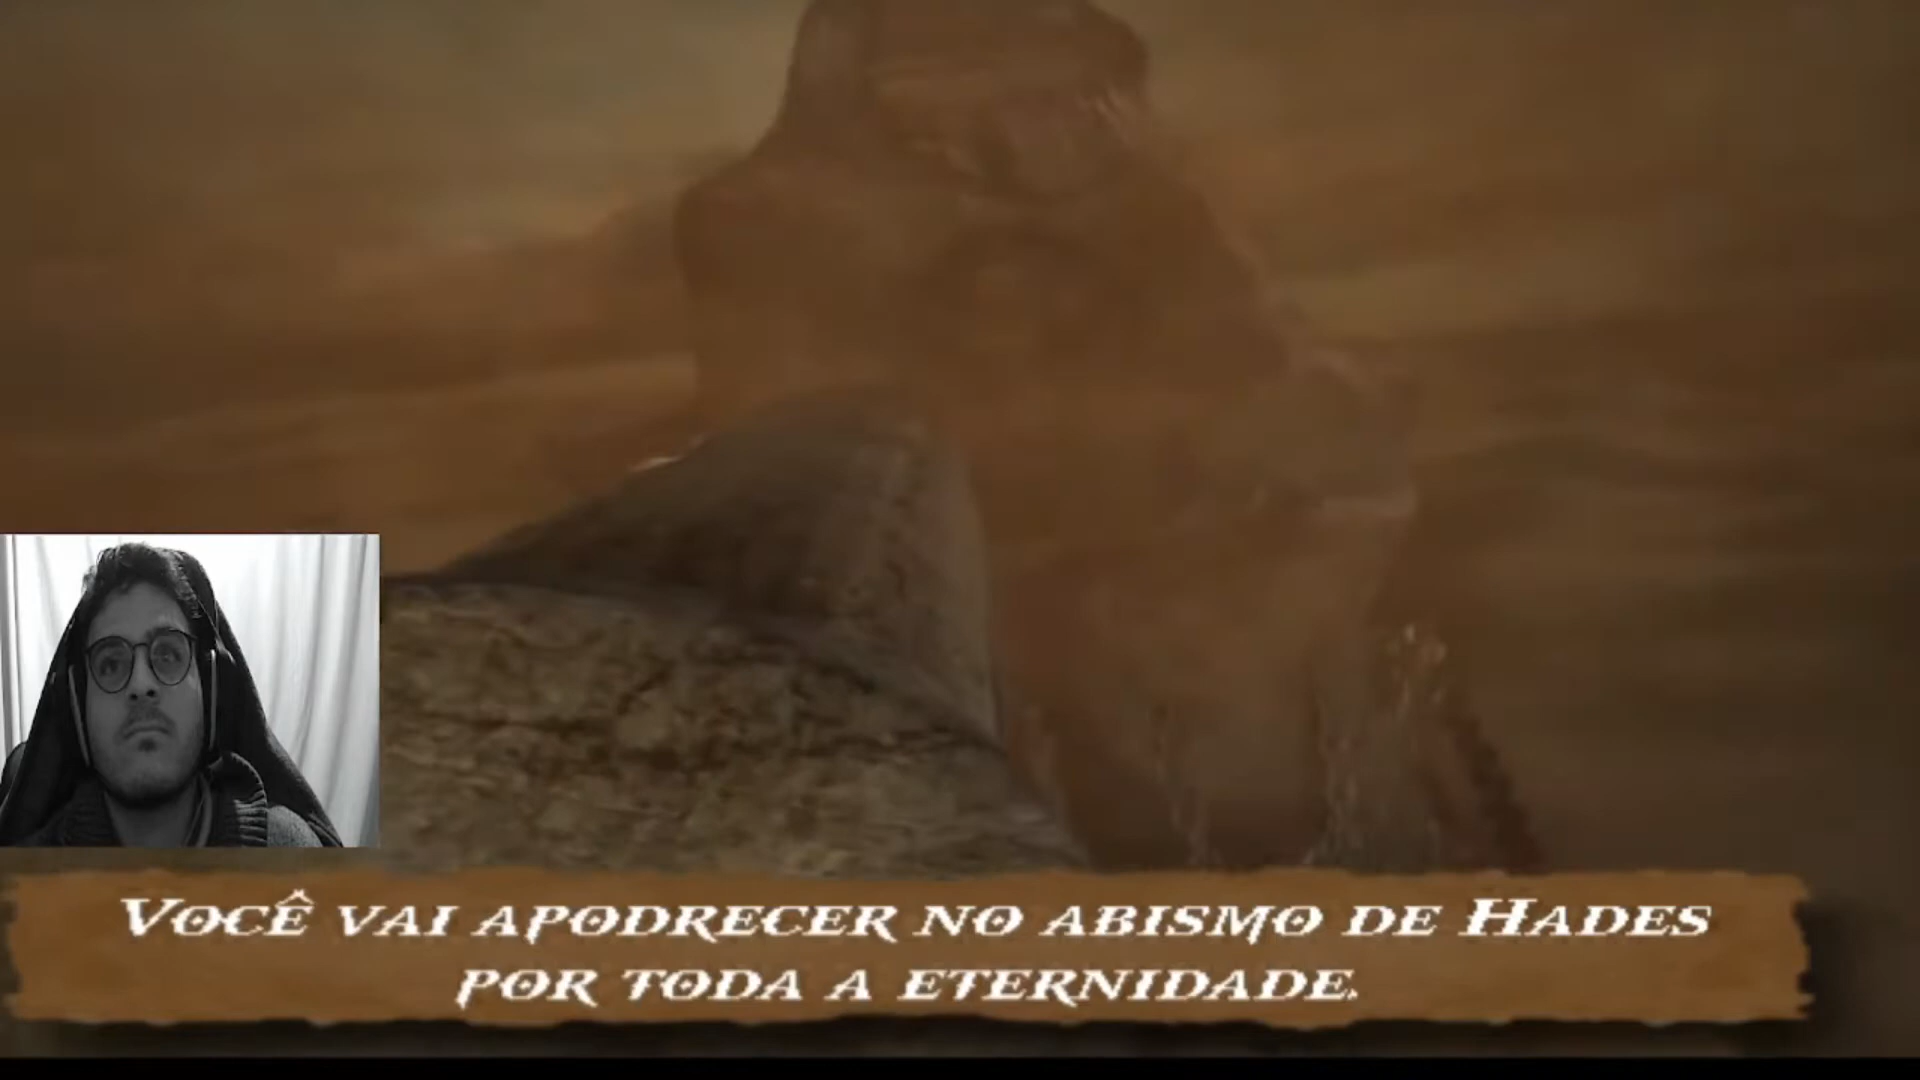 Você vai apodrecer no abismo de Hades
por toda a eternidade.